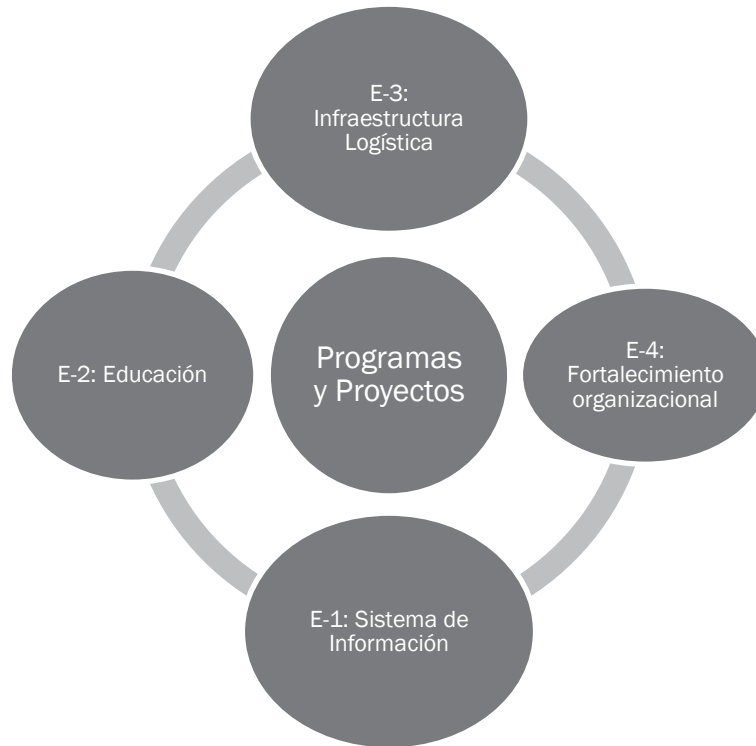 E-3:
Infraestructura
Logística
E-2: Educación
Programas
y Proyectos
E-4:
Fortalecimiento
organizacional
E-1: Sistema de
Información